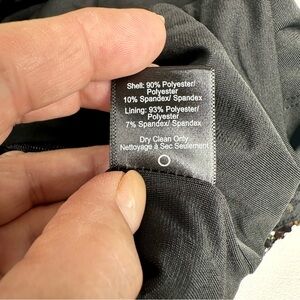 Shell: 90% Polyester/
Polyester
10% Spandex/ Spandex
Lining: 93% Polyester/
Polyester
7% Spandex/ Spandex
Dry Clean Only
Nettoyage à Sec Seulement